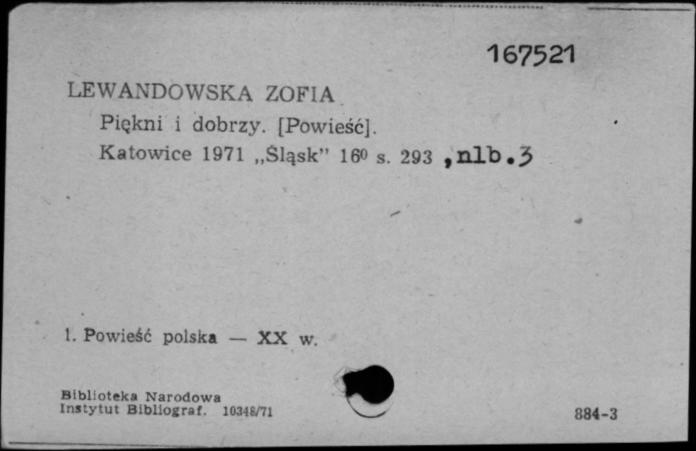 167521
LEWANDOWSKA ZOFIA
Piękni i dobrzy. [Powieść].
Katowice 1971 „Śląsk” 16⁰ s. 293 , nlb.3
1. Powieść polska — XX w.
Biblioteka Narodowa
Instytut Bibliograf. 10348/71
884-3